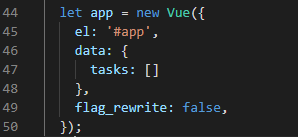 44 let app = new Vue({
45 el: '#app',
46 data: {
47 tasks: []
48 },
49 flag_rewrite: false,
50 });